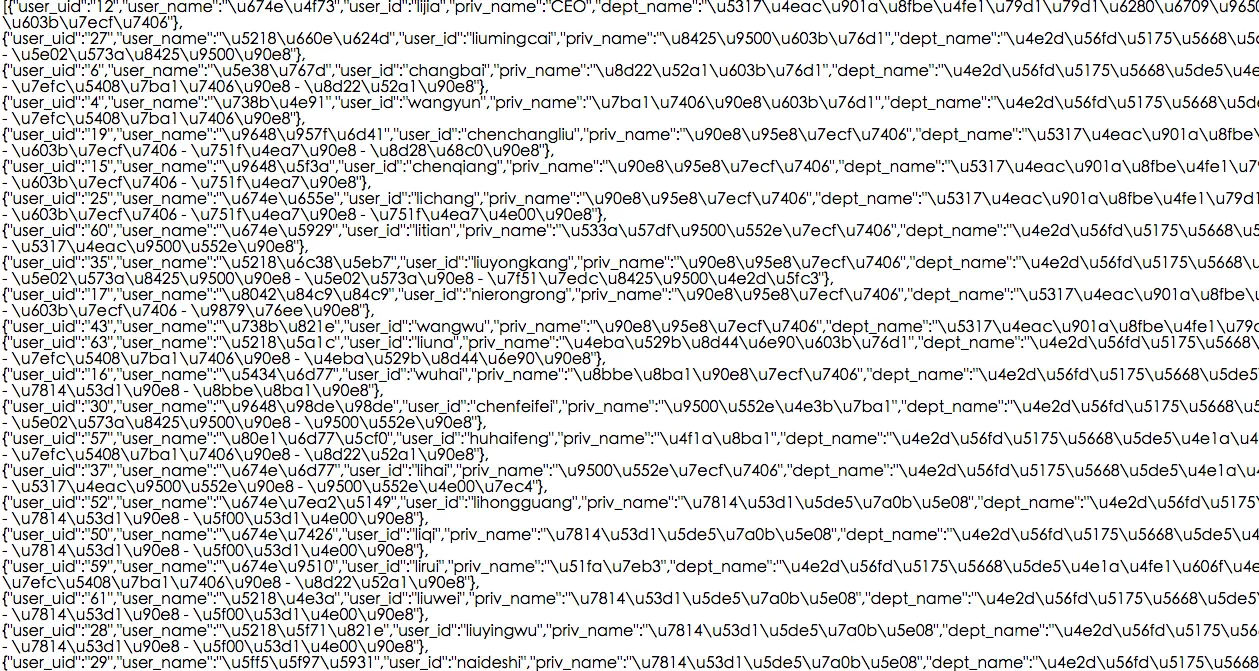 [{"user_uid":"12","user_name":"\u674e\u4f73","user_id":"lijia","priv_name":"CEO","dept_name":"\u5317\u4eac\u901a\u8fbe\u4fe1\u79d1\u79d1\u6280\u6709\u9650
\u603b\u7ecf\u7406"},
{"user_uid":"27","user_name":"\u5218\u660e\u624d","user_id":"liumingcai","priv_name":"\u8425\u9500\u603b\u76d1","dept_name":"\u4e2d\u56fd\u5175\u5668\u5d
- \u5e02\u573a\u8425\u9500\u90e8"},
{"user_uid":"6","user_name":"\u5e38\u767d","user_id":"changbai","priv_name":"\u8d22\u52a1\u603b\u76d1","dept_name":"\u4e2d\u56fd\u5175\u5668\u5de5\u4e
- \u7efc\u5408\u7ba1\u7406\u90e8 - \u8d22\u52a1\u90e8"},
{"user_uid":"4","user_name":"\u738b\u4e91","user_id":"wangyun","priv_name":"\u7ba1\u7406\u90e8\u603b\u76d1","dept_name":"\u4e2d\u56fd\u5175\u5668\u5de
- \u7efc\u5408\u7ba1\u7406\u90e8"},
{"user_uid":"19","user_name":"\u9648\u957f\u6d41","user_id":"chenchangliu","priv_name":"\u90e8\u95e8\u7ecf\u7406","dept_name":"\u5317\u4eac\u901a\u8fbe\
- \u603b\u7ecf\u7406 - \u751f\u4ea7\u90e8 - \u8d28\u68c0\u90e8"},
{"user_uid":"15","user_name":"\u9648\u5f3a","user_id":"chenqiang","priv_name":"\u90e8\u95e8\u7ecf\u7406","dept_name":"\u5317\u4eac\u901a\u8fbe\u4fe1\u79
- \u603b\u7ecf\u7406 - \u751f\u4ea7\u90e8"},
{"user_uid":"25","user_name":"\u674e\u655e","user_id":"lichang","priv_name":"\u90e8\u95e8\u7ecf\u7406","dept_name":"\u5317\u4eac\u901a\u8fbe\u4fe1\u79d1
- \u603b\u7ecf\u7406 - \u751f\u4ea7\u90e8 - \u751f\u4ea7\u4e00\u90e8"},
{"user_uid":"60","user_name":"\u674e\u5929","user_id":"litian","priv_name":"\u533a\u57df\u9500\u552e\u7ecf\u7406","dept_name":"\u4e2d\u56fd\u5175\u5668\u5
- \u5317\u4eac\u9500\u552e\u90e8"},
{"user_uid":"35","user_name":"\u5218\u6c38\u5eb7","user_id":"liuyongkang","priv_name":"\u90e8\u95e8\u7ecf\u7406","dept_name":"\u4e2d\u56fd\u5175\u5668\u
- \u5e02\u573a\u8425\u9500\u90e8 - \u5e02\u573a\u90e8 - \u7f51\u7edc\u8425\u9500\u4e2d\u5fc3"},
{"user_uid":"17","user_name":"\u8042\u84c9\u84c9","user_id":"nierongrong","priv_name":"\u90e8\u95e8\u7ecf\u7406","dept_name":"\u5317\u4eac\u901a\u8fbe\u
- \u603b\u7ecf\u7406 - \u9879\u76ee\u90e8"},
{"user_uid":"43","user_name":"\u738b\u821e","user_id":"wangwu","priv_name":"\u90e8\u95e8\u7ecf\u7406","dept_name":"\u5317\u4eac\u901a\u8fbe\u4fe1\u79d
{"user_uid":"63","user_name":"\u5218\u5a1c","user_id":"liuna","priv_name":"\u4eba\u529b\u8d44\u6e90\u603b\u76d1","dept_name":"\u4e2d\u56fd\u5175\u5668\
- \u7efc\u5408\u7ba1\u7406\u90e8 - \u4eba\u529b\u8d44\u6e90\u90e8"},
{"user_uid":"16","user_name":"\u5434\u6d77","user_id":"wuhai","priv_name":"\u8bbe\u8ba1\u90e8\u7ecf\u7406","dept_name":"\u4e2d\u56fd\u5175\u5668\u5de5"
- \u7814\u53d1\u90e8 - \u8bbe\u8ba1\u90e8"},
{"user_uid":"30","user_name":"\u9648\u98de\u98de","user_id":"chenfeifei","priv_name":"\u9500\u552e\u4e3b\u7ba1","dept_name":"\u4e2d\u56fd\u5175\u5668\u5
- \u5e02\u573a\u8425\u9500\u90e8 - \u9500\u552e\u90e8"},
{"user_uid":"57","user_name":"\u80e1\u6d77\u5cf0","user_id":"huhaifeng","priv_name":"\u4f1a\u8ba1","dept_name":"\u4e2d\u56fd\u5175\u5668\u5de5\u4e1a\u4
- \u7efc\u5408\u7ba1\u7406\u90e8 - \u8d22\u52a1\u90e8"},
{"user_uid":"37","user_name":"\u674e\u6d77","user_id":"lihai","priv_name":"\u9500\u552e\u7ecf\u7406","dept_name":"\u4e2d\u56fd\u5175\u5668\u5de5\u4e1a\u4
- \u5317\u4eac\u9500\u552e\u90e8 - \u9500\u552e\u4e00\u7ec4"},
{"user_uid":"52","user_name":"\u674e\u7ea2\u5149","user_id":"lihongguang","priv_name":"\u7814\u53d1\u5de5\u7a0b\u5e08","dept_name":"\u4e2d\u56fd\u5175
- \u7814\u53d1\u90e8 - \u5f00\u53d1\u4e00\u90e8"},
{"user_uid":"50","user_name":"\u674e\u7426","user_id":"liqi","priv_name":"\u7814\u53d1\u5de5\u7a0b\u5e08","dept_name":"\u4e2d\u56fd\u5175\u5668\u5de5\u4
- \u7814\u53d1\u90e8 - \u5f00\u53d1\u4e00\u90e8"},
{"user_uid":"59","user_name":"\u674e\u9510","user_id":"lirui","priv_name":"\u51fa\u7eb3","dept_name":"\u4e2d\u56fd\u5175\u5668\u5de5\u4e1a\u4fe1\u606f\u4e
\u7efc\u5408\u7ba1\u7406\u90e8 - \u8d22\u52a1\u90e8"},
{"user_uid":"61","user_name":"\u5218\u4e3a","user_id":"liuwei","priv_name":"\u7814\u53d1\u5de5\u7a0b\u5e08","dept_name":"\u4e2d\u56fd\u5175\u5668\u5de
- \u7814\u53d1\u90e8 - \u5f00\u53d1\u4e00\u90e8"},
{"user_uid":"28","user_name":"\u5218\u5f71\u821e","user_id":"liuyingwu","priv_name":"\u7814\u53d1\u5de5\u7a0b\u5e08","dept_name":"\u4e2d\u56fd\u5175\u56
- \u7814\u53d1\u90e8 - \u5f00\u53d1\u4e00\u90e8"},
{"user_uid":"29","user_name":"\u5ff5\u5f97\u5931","user_id":"naideshi","priv_name":"\u7814\u53d1\u5de5\u7a0b\u5e08","dept_name":"\u4e2d\u56fd\u5175\u566